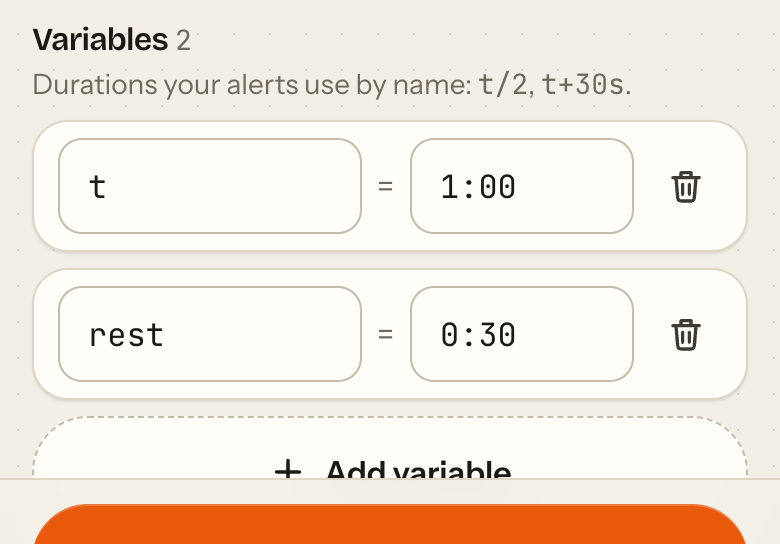 Variables 2
Durations your alerts use by name: t/2, t+30s.
t = 1:00
rest = 0:30
+ Add variable